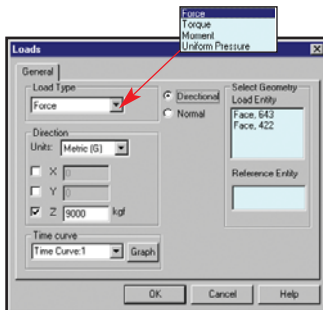 Force
Torque
Moment
Uniform Pressure
Loads
General
Load Type
Force
Directional
Normal
Select Geometry
Load Entity
Face, 643
Face, 422
Direction
Units: Metric (G)
X 0
Y 0
Z 9000 kgf
Reference Entity
Time curve
Time Curve:1 Graph
OK Cancel Help